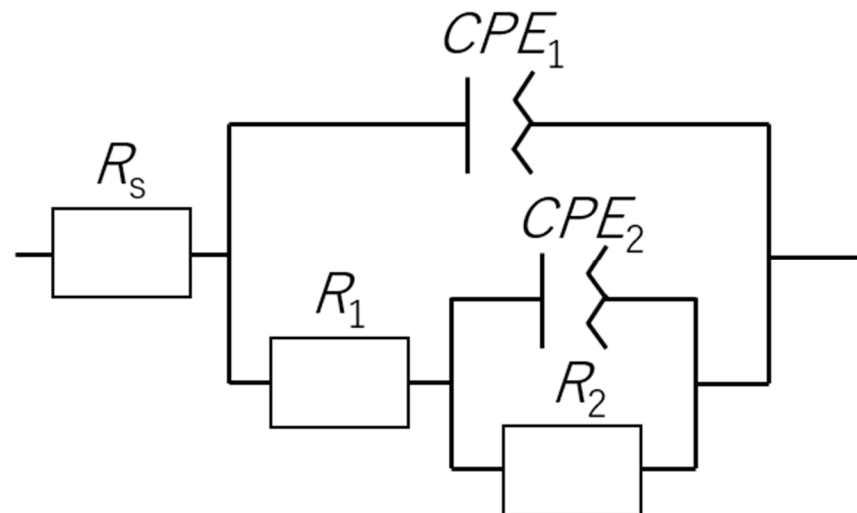 CPE₁
Rₛ
CPE₂
R₁
R₂